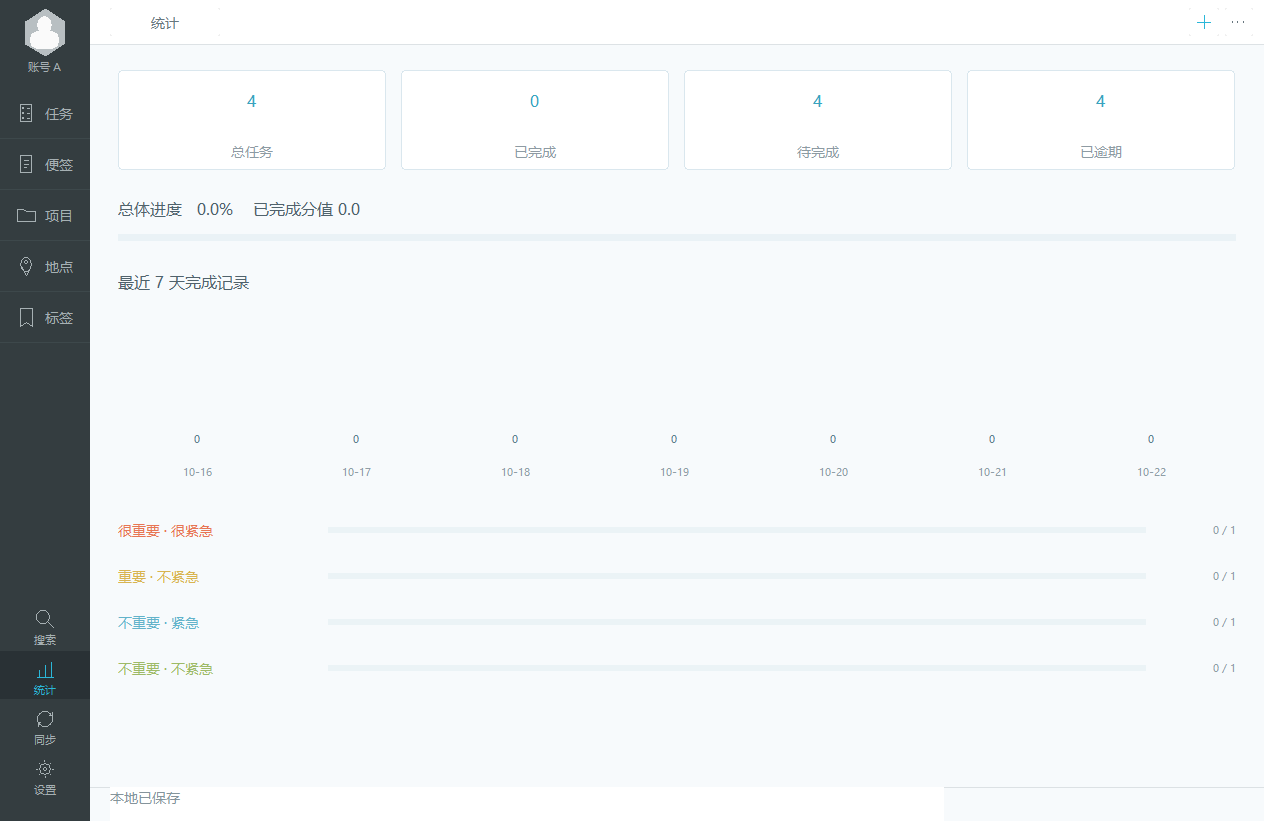 账号 A
任务
便签
项目
地点
标签
搜索
统计
同步
设置
统计
4
总任务
0
已完成
4
待完成
4
已逾期
总体进度 0.0% 已完成分值 0.0
最近 7 天完成记录
0 0 0 0 0 0 0
10-16 10-17 10-18 10-19 10-20 10-21 10-22
很重要 · 很紧急 0 / 1
重要 · 不紧急 0 / 1
不重要 · 紧急 0 / 1
不重要 · 不紧急 0 / 1
本地已保存